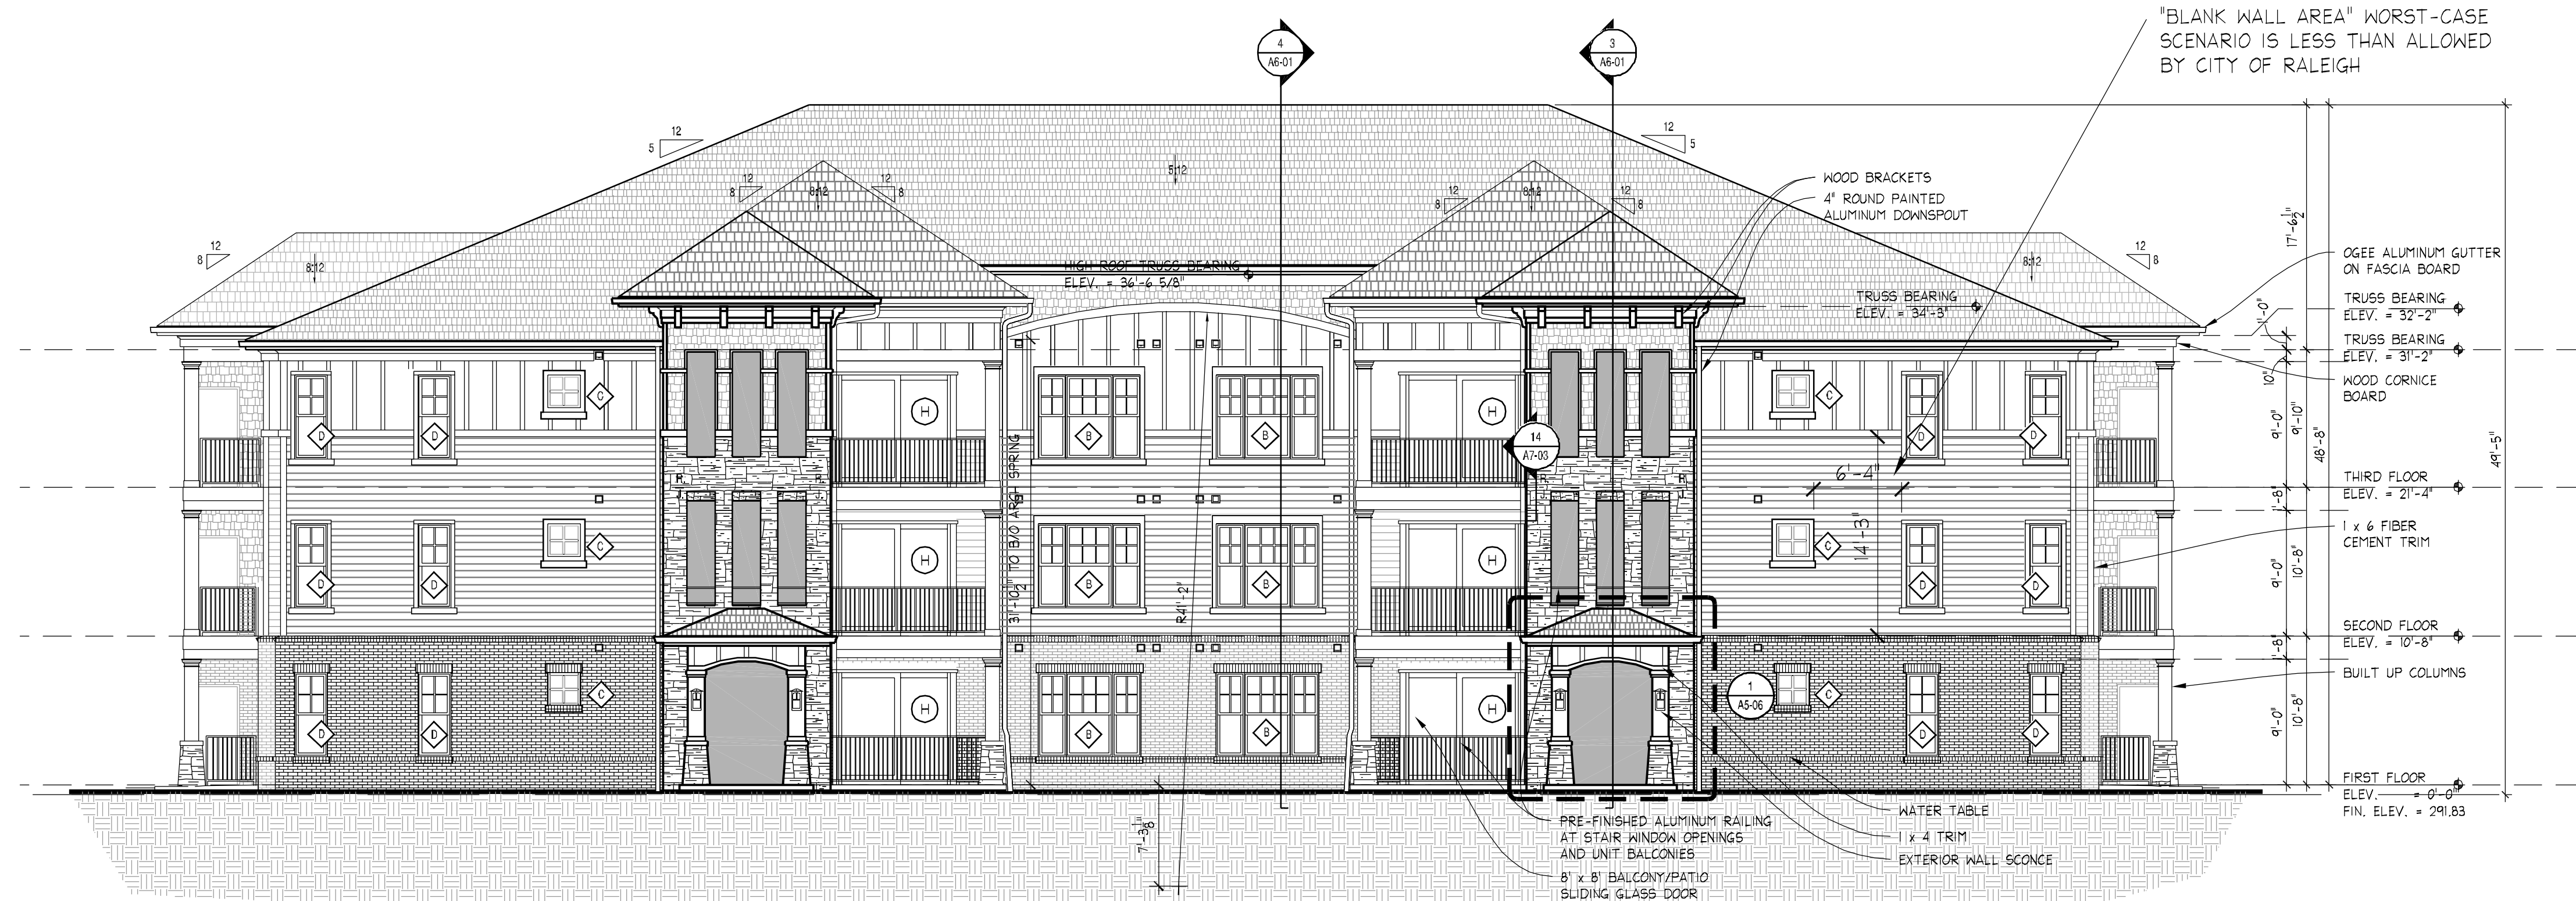 "BLANK WALL AREA" WORST-CASE
SCENARIO IS LESS THAN ALLOWED
BY CITY OF RALEIGH
4
A6-01
3
A6-01
12
5
12
5
5:12
12
8
8:12
12
8
12
8
8:12
12
8
12
8
8:12
8:12
12
8
WOOD BRACKETS
4" ROUND PAINTED
ALUMINUM DOWNSPOUT
HIGH ROOF TRUSS BEARING
ELEV. = 36'-6 5/8"
TRUSS BEARING
ELEV. = 34'-3"
17'-6 1/2"
OGEE ALUMINUM GUTTER
ON FASCIA BOARD
TRUSS BEARING
ELEV. = 32'-2"
1'-0"
TRUSS BEARING
ELEV. = 31'-2"
10"
WOOD CORNICE
BOARD
9'-0"
9'-10"
48'-8"
49'-5"
C
H
H
C
D
D
B
B
D
D
14
A7-03
R.
R.
J.
J.
R.
R.
J.
J.
6'-4"
14'-3"
THIRD FLOOR
ELEV. = 21'-4"
1'-8"
1 x 6 FIBER
CEMENT TRIM
31'-10 1/2" TO B/O ARCH SPRING
R41'-2"
C
H
H
C
D
D
B
B
D
D
9'-0"
10'-8"
SECOND FLOOR
ELEV. = 10'-8"
1'-8"
BUILT UP COLUMNS
C
H
H
C
1
A5-06
D
D
B
B
D
D
9'-0"
10'-8"
FIRST FLOOR
ELEV. = 0'-0"
FIN. ELEV. = 291.83
7'-3 1/8"
WATER TABLE
1 x 4 TRIM
EXTERIOR WALL SCONCE
PRE-FINISHED ALUMINUM RAILING
AT STAIR WINDOW OPENINGS
AND UNIT BALCONIES
8' x 8' BALCONY/PATIO
SLIDING GLASS DOOR